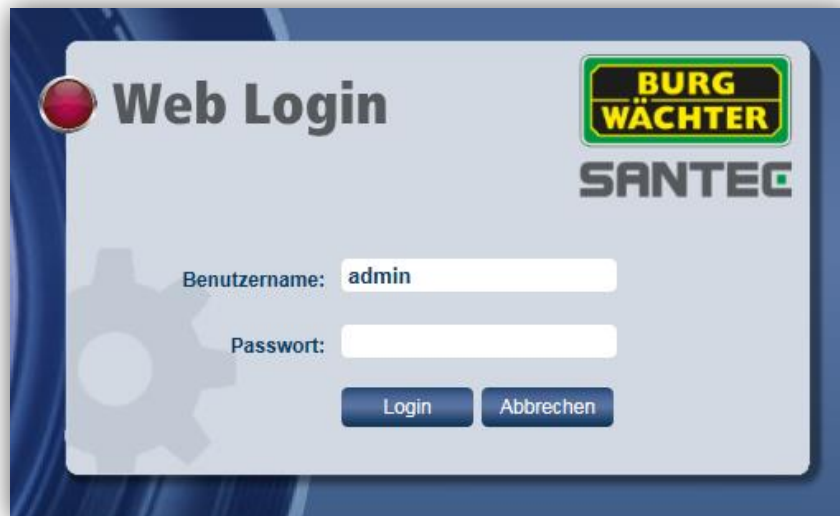 Web Login
BURG
WÄCHTER
SANTEC
Benutzername: admin
Passwort:
Login Abbrechen